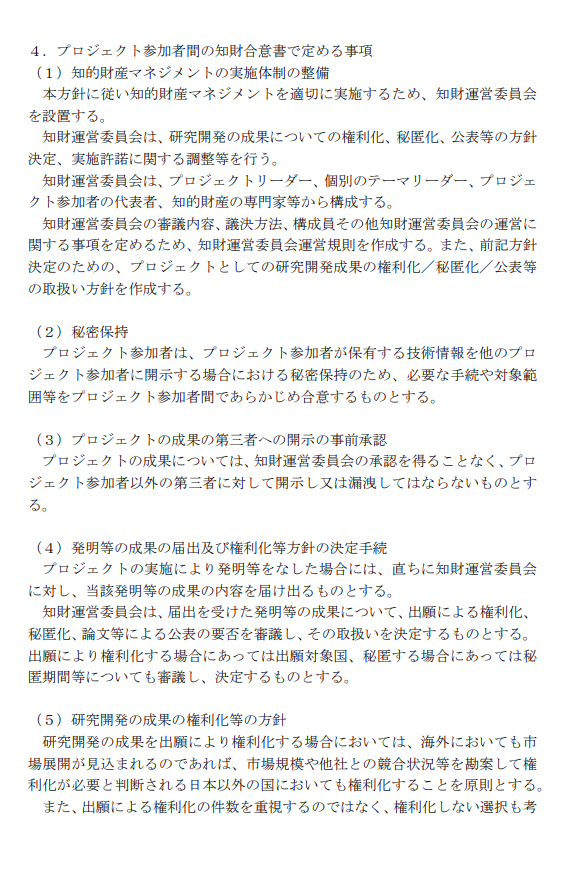 ４．プロジェクト参加者間の知財合意書で定める事項
（１）知的財産マネジメントの実施体制の整備
本方針に従い知的財産マネジメントを適切に実施するため、知財運営委員会
を設置する。
知財運営委員会は、研究開発の成果についての権利化、秘匿化、公表等の方針
決定、実施許諾に関する調整等を行う。
知財運営委員会は、プロジェクトリーダー、個別のテーマリーダー、プロジェ
クト参加者の代表者、知的財産の専門家等から構成する。
知財運営委員会の審議内容、議決方法、構成員その他知財運営委員会の運営に
関する事項を定めるため、知財運営委員会運営規則を作成する。また、前記方針
決定のための、プロジェクトとしての研究開発成果の権利化／秘匿化／公表等
の取扱い方針を作成する。
（２）秘密保持
プロジェクト参加者は、プロジェクト参加者が保有する技術情報を他のプロ
ジェクト参加者に開示する場合における秘密保持のため、必要な手続や対象範
囲等をプロジェクト参加者間であらかじめ合意するものとする。
（３）プロジェクトの成果の第三者への開示の事前承認
プロジェクトの成果については、知財運営委員会の承認を得ることなく、プロ
ジェクト参加者以外の第三者に対して開示し又は漏洩してはならないものとす
る。
（４）発明等の成果の届出及び権利化等方針の決定手続
プロジェクトの実施により発明等をなした場合には、直ちに知財運営委員会
に対し、当該発明等の成果の内容を届け出るものとする。
知財運営委員会は、届出を受けた発明等の成果について、出願による権利化、
秘匿化、論文等による公表の要否を審議し、その取扱いを決定するものとする。
出願により権利化する場合にあっては出願対象国、秘匿する場合にあっては秘
匿期間等についても審議し、決定するものとする。
（５）研究開発の成果の権利化等の方針
研究開発の成果を出願により権利化する場合においては、海外においても市
場展開が見込まれるのであれば、市場規模や他社との競合状況等を勘案して権
利化が必要と判断される日本以外の国においても権利化することを原則とする。
また、出願による権利化の件数を重視するのではなく、権利化しない選択も考